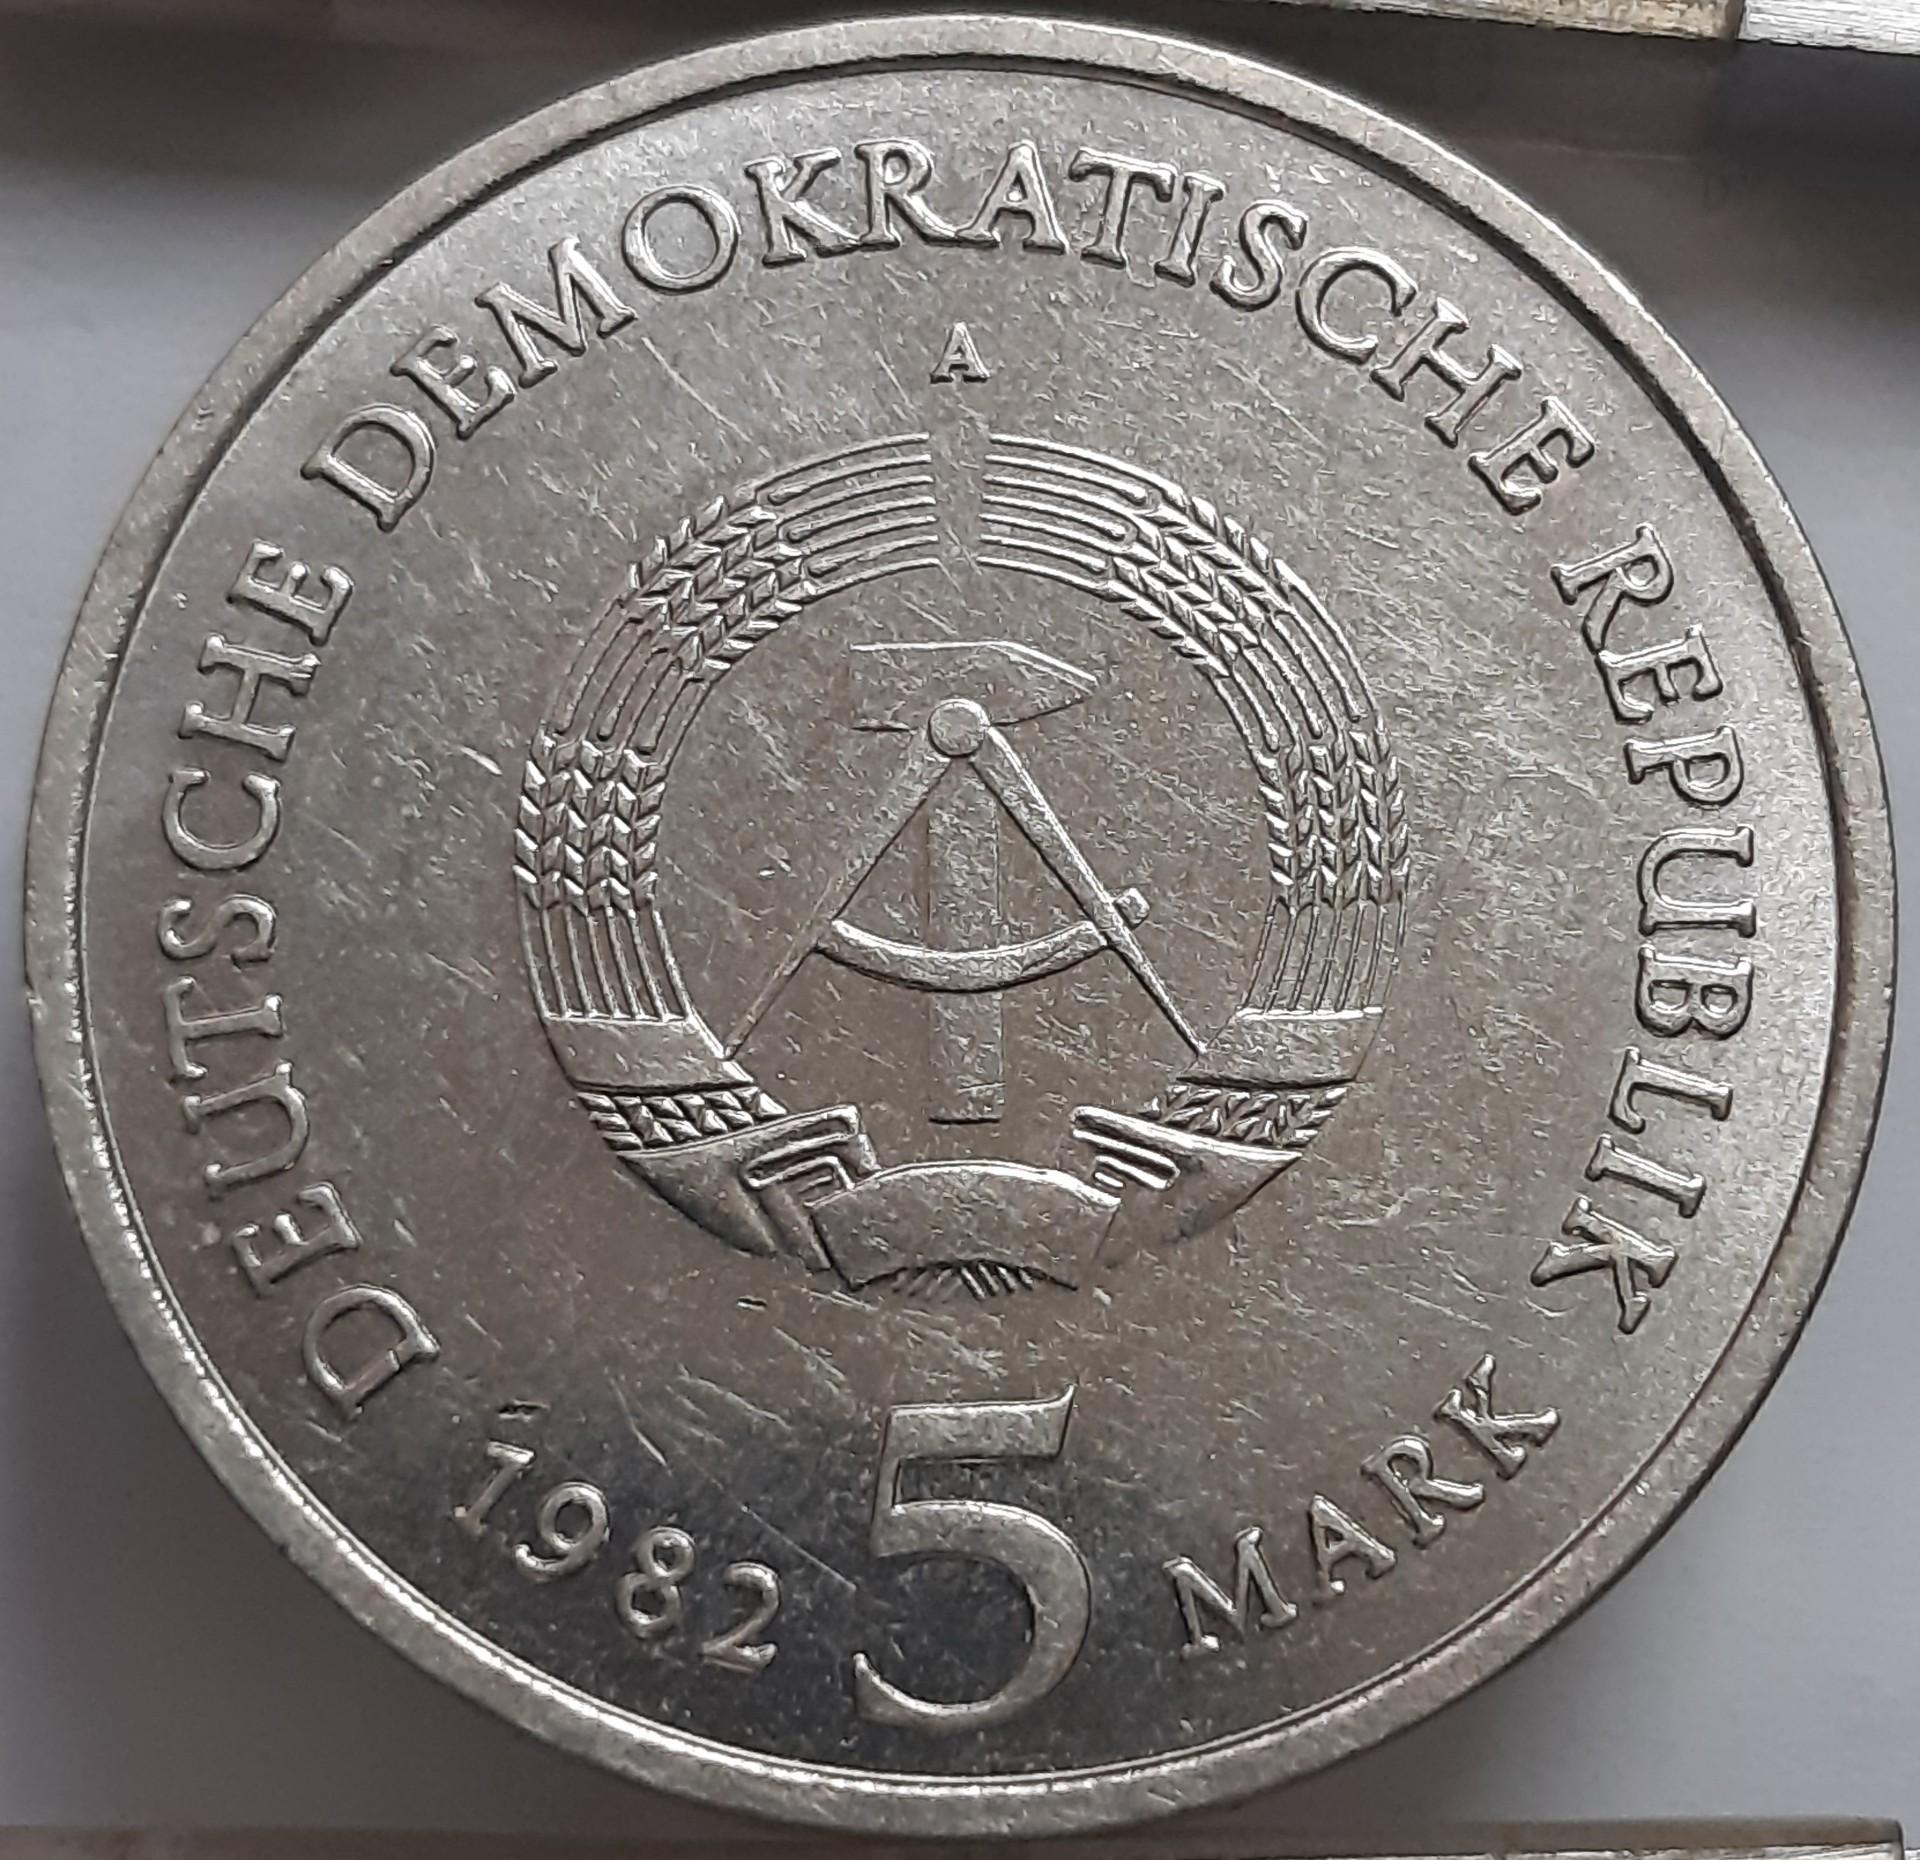 DEUTSCHE DEMOKRATISCHE REPUBLIK
A
1982 5 MARK